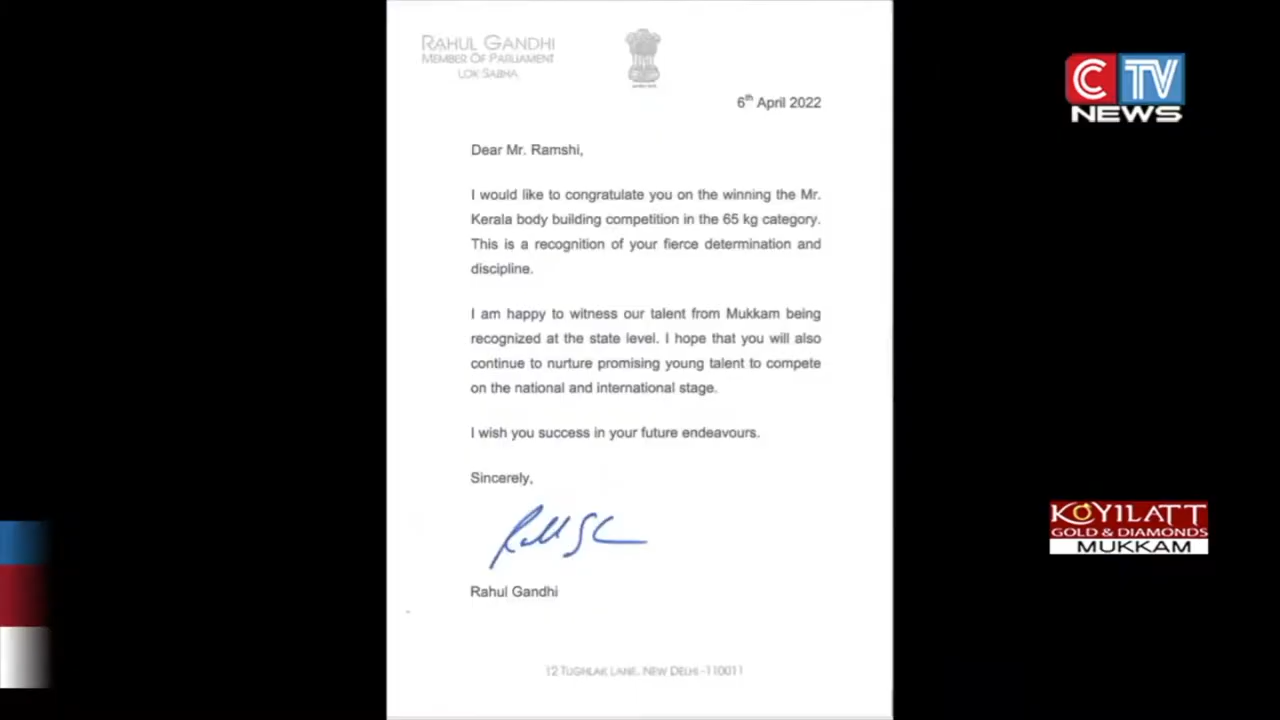 RAHUL GANDHI
MEMBER OF PARLIAMENT
LOK SABHA
6th April 2022
Dear Mr. Ramshi,
I would like to congratulate you on the winning the Mr.
Kerala body building competition in the 65 kg category.
This is a recognition of your fierce determination and
discipline.
I am happy to witness our talent from Mukkam being
recognized at the state level. I hope that you will also
continue to nurture promising young talent to compete
on the national and international stage.
I wish you success in your future endeavours.
Sincerely,
Rahul Gandhi
12 TUGHLAK LANE, NEW DELHI -110011
CTV
NEWS
KOYILATT
GOLD & DIAMONDS
MUKKAM